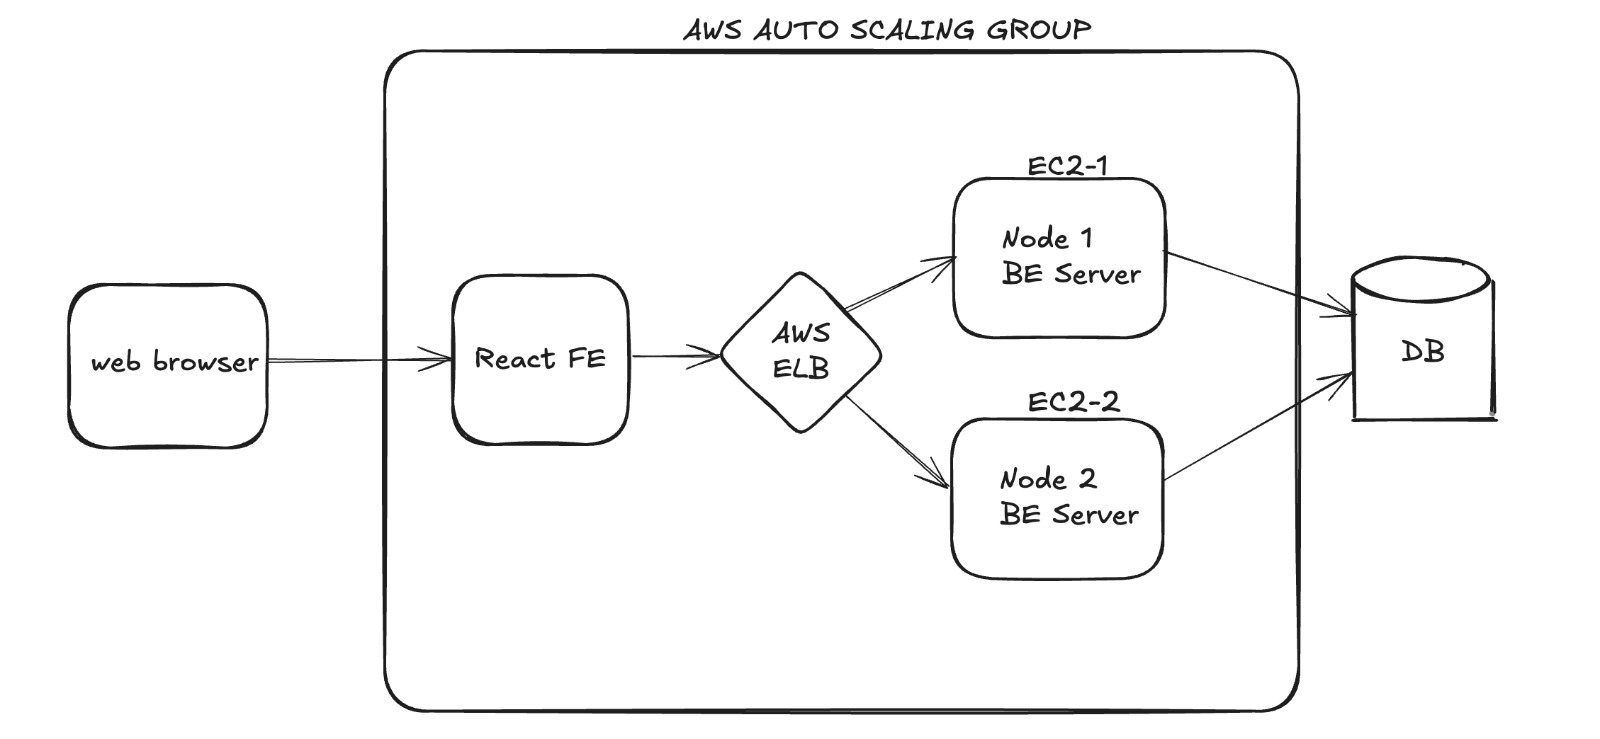 AWS AUTO SCALING GROUP
EC2-1
Node 1
BE Server
web browser
React FE
AWS
ELB
DB
EC2-2
Node 2
BE Server